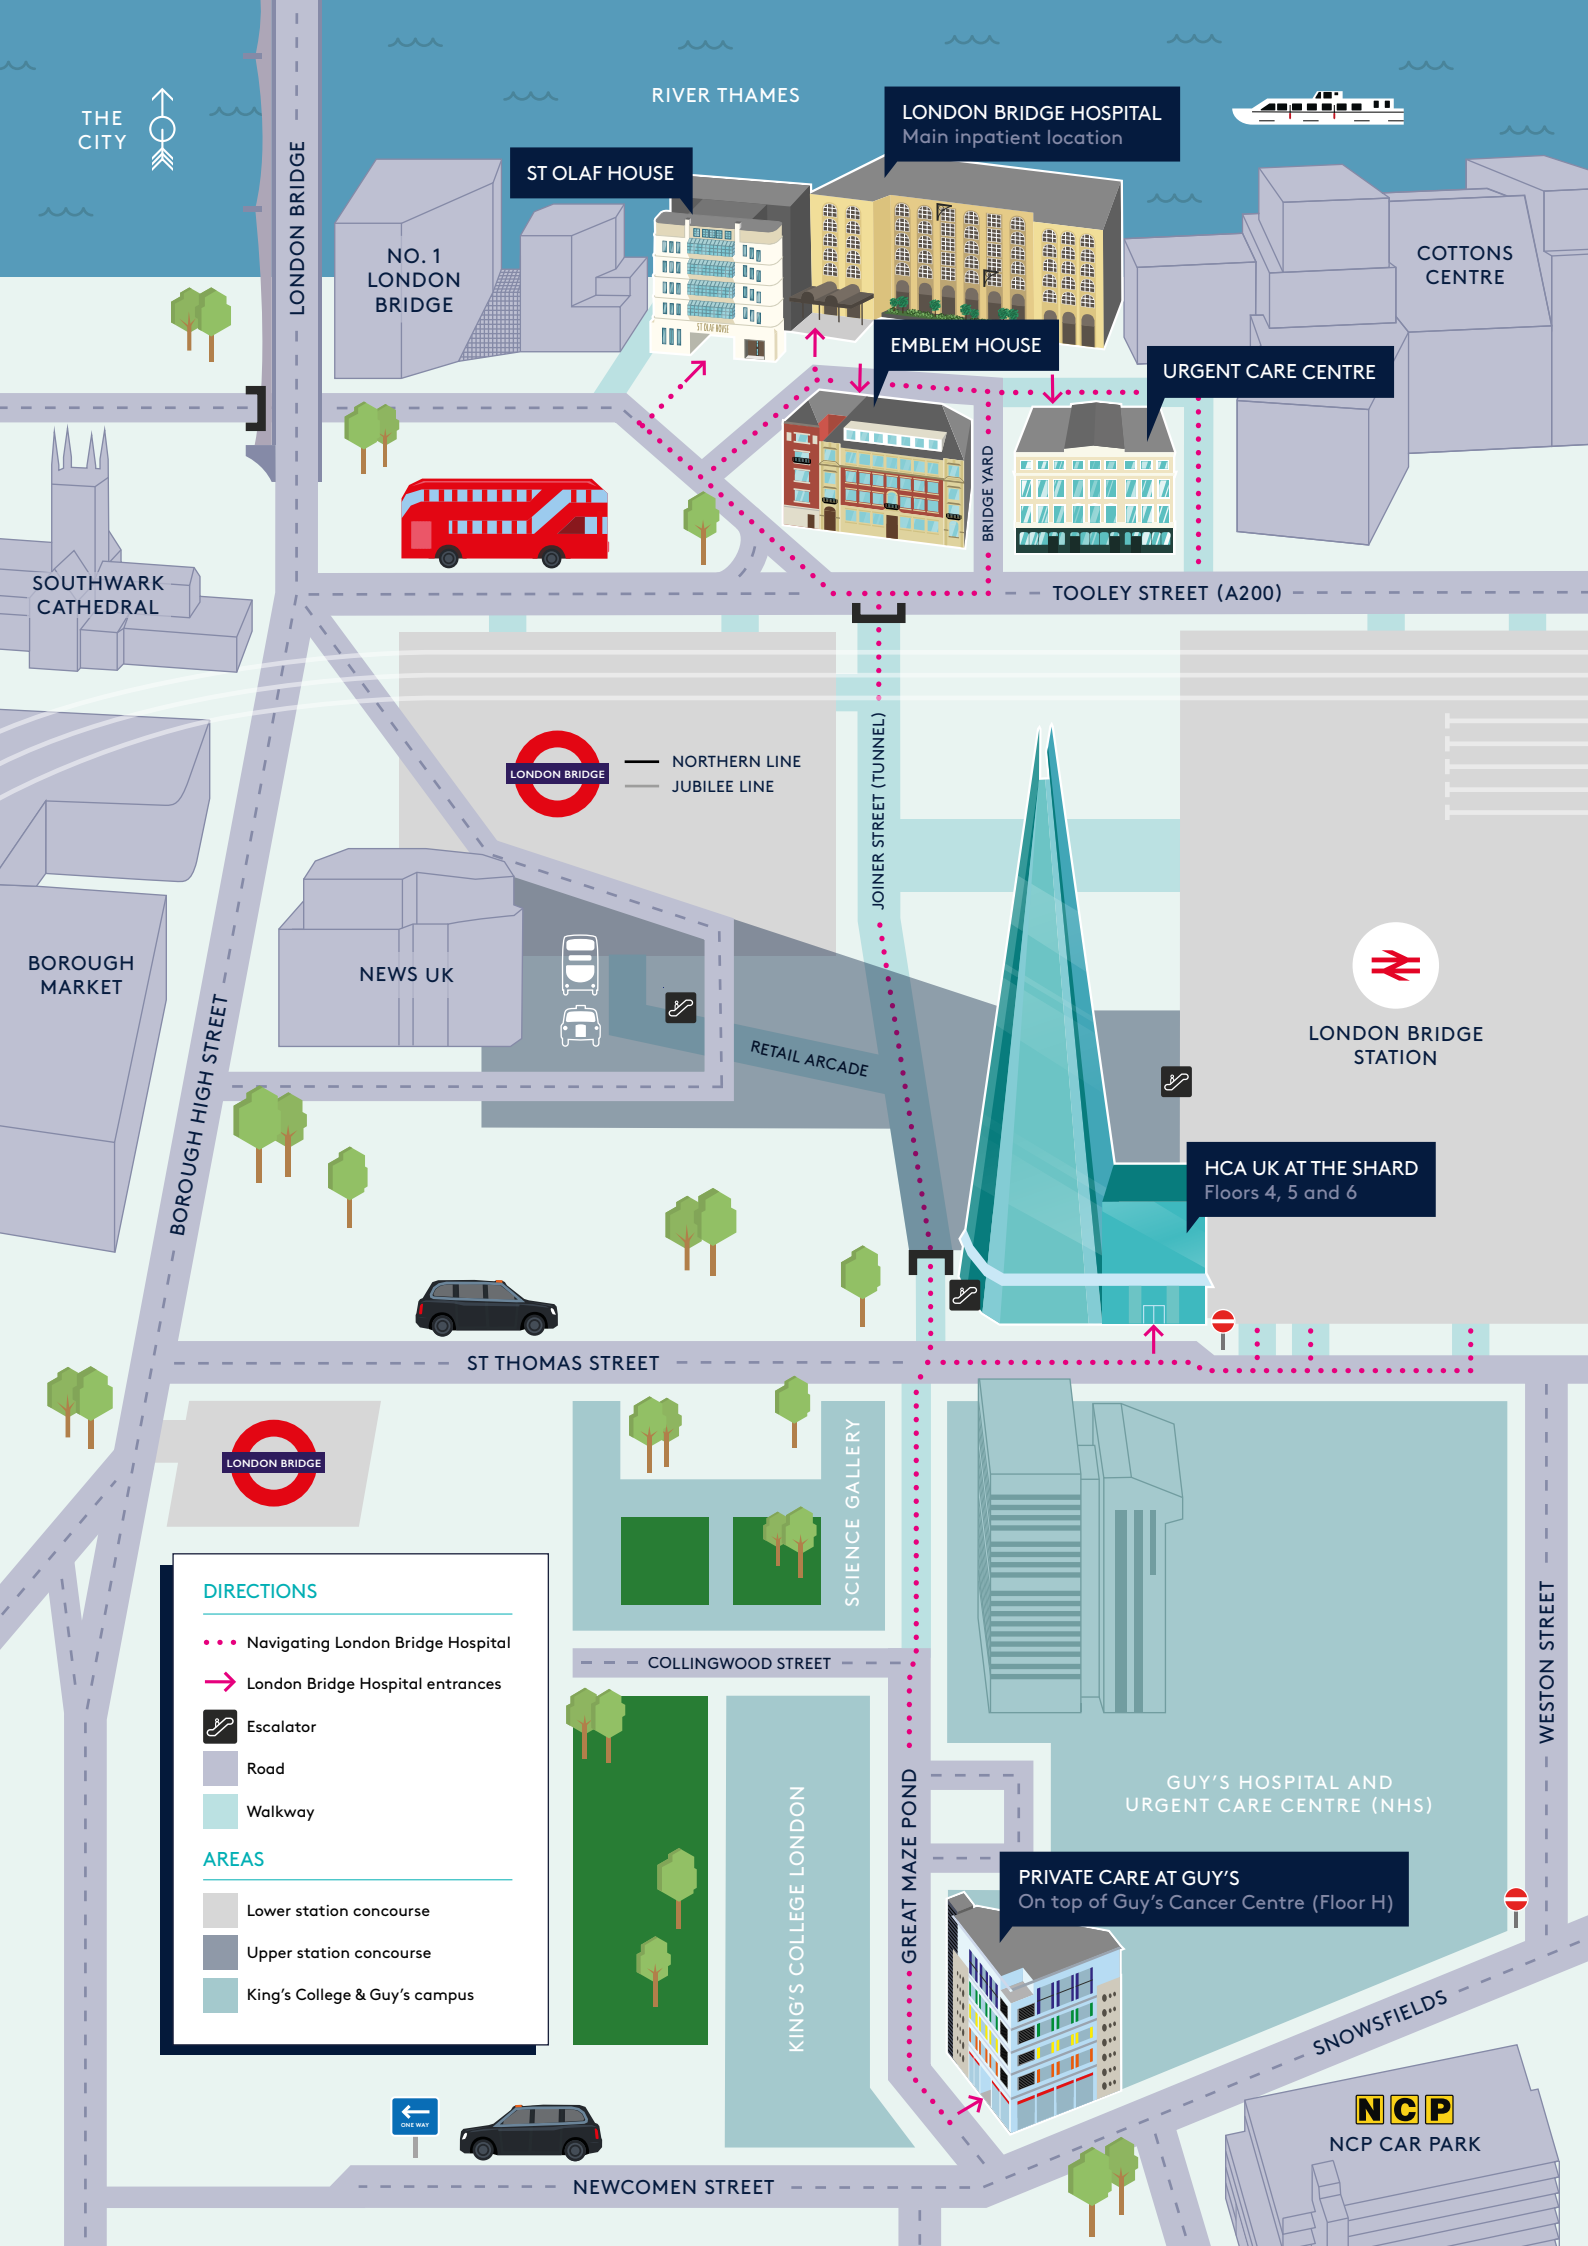 RIVER THAMES
THE
CITY
LONDON BRIDGE
LONDON BRIDGE HOSPITAL
Main inpatient location
ST OLAF HOUSE
NO. 1
LONDON
BRIDGE
COTTONS
CENTRE
ST OLAF HOUSE
EMBLEM HOUSE
URGENT CARE CENTRE
BRIDGE YARD
SOUTHWARK
CATHEDRAL
TOOLEY STREET (A200)
LONDON BRIDGE
NORTHERN LINE
JUBILEE LINE
JOINER STREET (TUNNEL)
BOROUGH
MARKET
NEWS UK
BOROUGH HIGH STREET
RETAIL ARCADE
LONDON BRIDGE
STATION
HCA UK AT THE SHARD
Floors 4, 5 and 6
ST THOMAS STREET
LONDON BRIDGE
SCIENCE GALLERY
COLLINGWOOD STREET
WESTON STREET
DIRECTIONS
Navigating London Bridge Hospital
London Bridge Hospital entrances
Escalator
Road
Walkway
AREAS
Lower station concourse
Upper station concourse
King's College & Guy's campus
KING'S COLLEGE LONDON
GREAT MAZE POND
GUY'S HOSPITAL AND
URGENT CARE CENTRE (NHS)
PRIVATE CARE AT GUY'S
On top of Guy's Cancer Centre (Floor H)
SNOWSFIELDS
NCP
NCP CAR PARK
ONE WAY
NEWCOMEN STREET